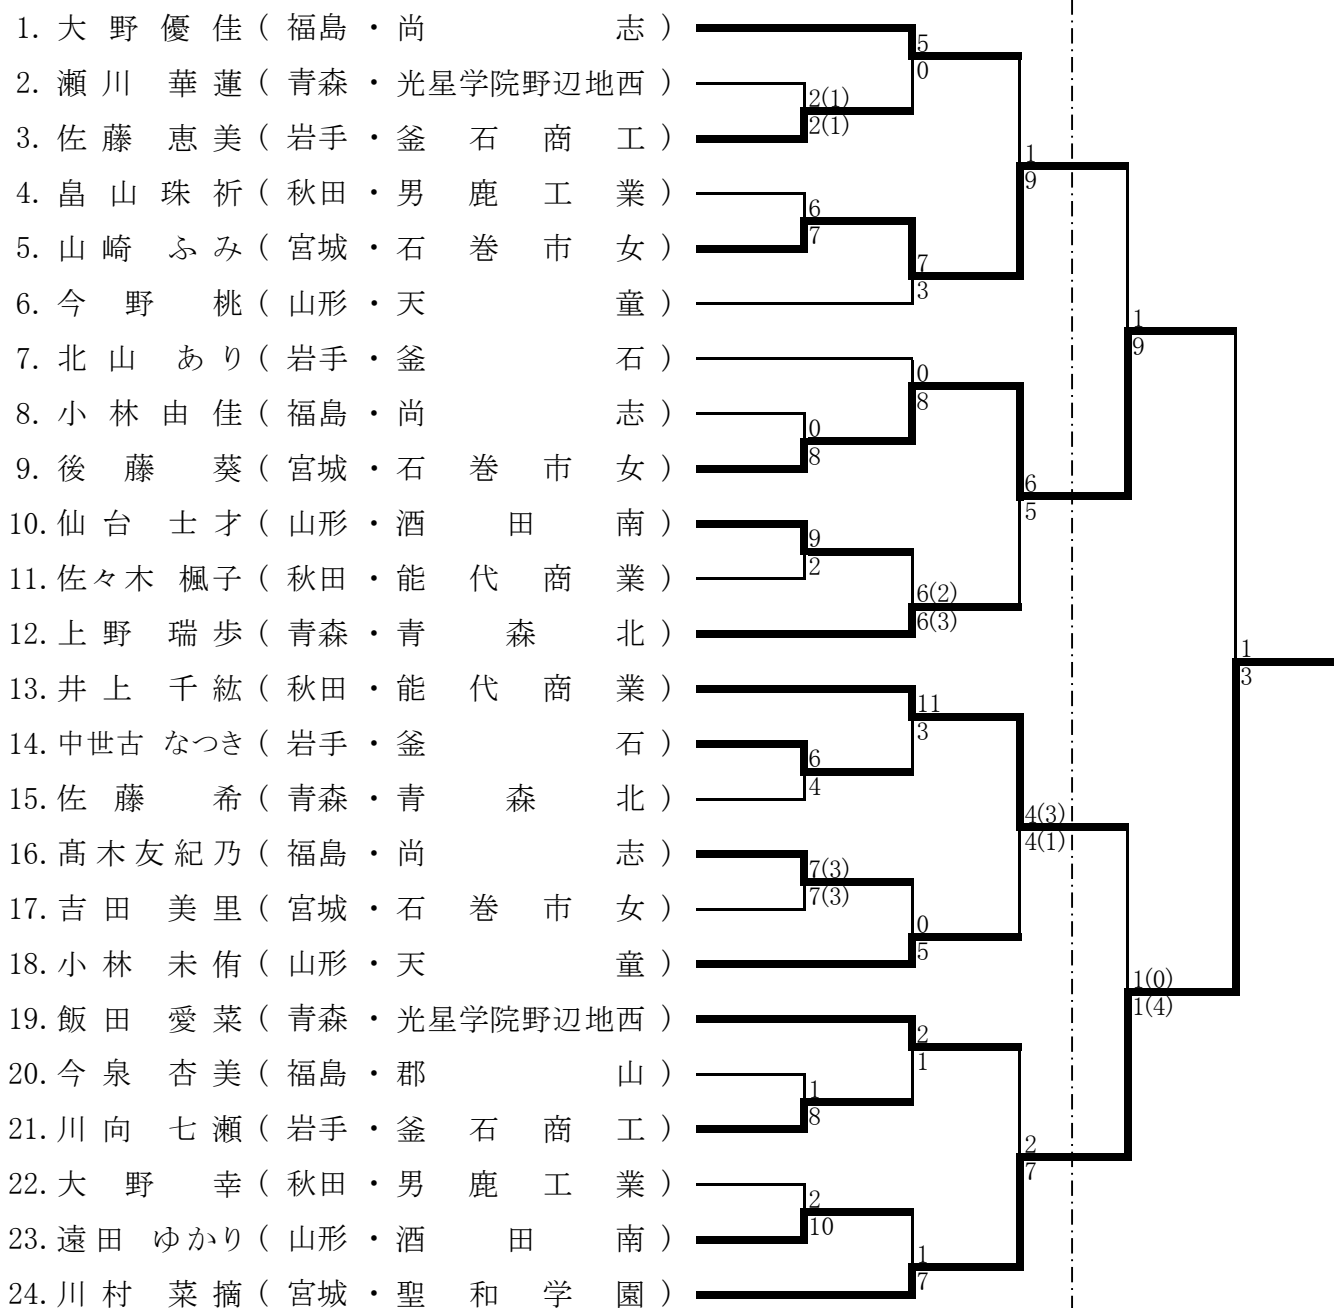 1. 大野優佳 ( 福島 ・ 尚志 )
2. 瀬川 華蓮 ( 青森 ・ 光星学院野辺地西 )
3. 佐藤恵美 ( 岩手 ・ 釜石商工 )
4. 畠山珠祈 ( 秋田 ・ 男鹿工業 )
5. 山崎 ふみ ( 宮城 ・ 石巻市女 )
6. 今野 桃 ( 山形 ・ 天童 )
7. 北山 あり ( 岩手 ・ 釜石 )
8. 小林由佳 ( 福島 ・ 尚志 )
9. 後藤 葵 ( 宮城 ・ 石巻市女 )
10. 仙台 士才 ( 山形 ・ 酒田南 )
11. 佐々木 楓子 ( 秋田 ・ 能代商業 )
12. 上野 瑞歩 ( 青森 ・ 青森北 )
13. 井上 千紘 ( 秋田 ・ 能代商業 )
14. 中世古 なつき ( 岩手 ・ 釜石 )
15. 佐藤 希 ( 青森 ・ 青森北 )
16. 髙木友紀乃 ( 福島 ・ 尚志 )
17. 吉田 美里 ( 宮城 ・ 石巻市女 )
18. 小林 未侑 ( 山形 ・ 天童 )
19. 飯田 愛菜 ( 青森 ・ 光星学院野辺地西 )
20. 今泉 杏美 ( 福島 ・ 郡山 )
21. 川向 七瀬 ( 岩手 ・ 釜石商工 )
22. 大野 幸 ( 秋田 ・ 男鹿工業 )
23. 遠田 ゆかり ( 山形 ・ 酒田南 )
24. 川村 菜摘 ( 宮城 ・ 聖和学園 )
2(1)
2(1)
6
7
0
8
9
2
6
4
7(3)
7(3)
1
8
2
10
5
0
7
3
0
8
6(2)
6(3)
11
3
0
5
2
1
1
7
1
9
6
5
4(3)
4(1)
2
7
1
9
1(0)
1(4)
1
3